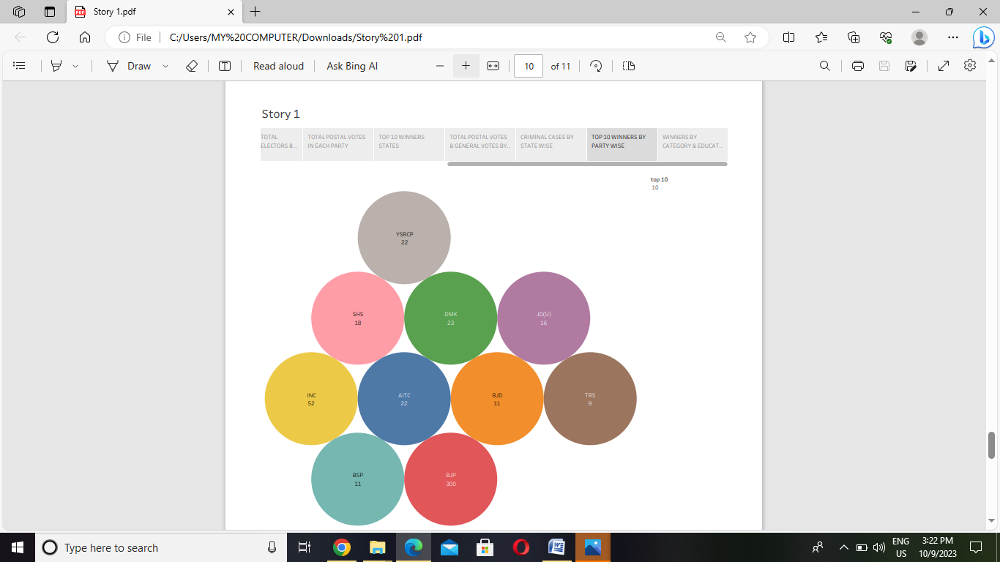 Story 1.pdf
File
C:/Users/MY%20COMPUTER/Downloads/Story%201.pdf
Draw
Read aloud
Ask Bing AI
10
of 11
Story 1
TOTAL
ELECTORS & ..
TOTAL POSTAL VOTES
IN EACH PARTY
TOP 10 WINNERS
STATES
TOTAL POSTAL VOTES
& GENERAL VOTES BY..
CRIMINAL CASES BY
STATE WISE
TOP 10 WINNERS BY
PARTY WISE
WINNERS BY
CATEGORY & EDUCAT..
top 10
10
YSRCP
22
SHS
18
DMK
23
JD(U)
16
INC
52
AITC
22
BJD
11
TRS
9
BSP
11
BJP
300
Type here to search
ENG
US
3:22 PM
10/9/2023